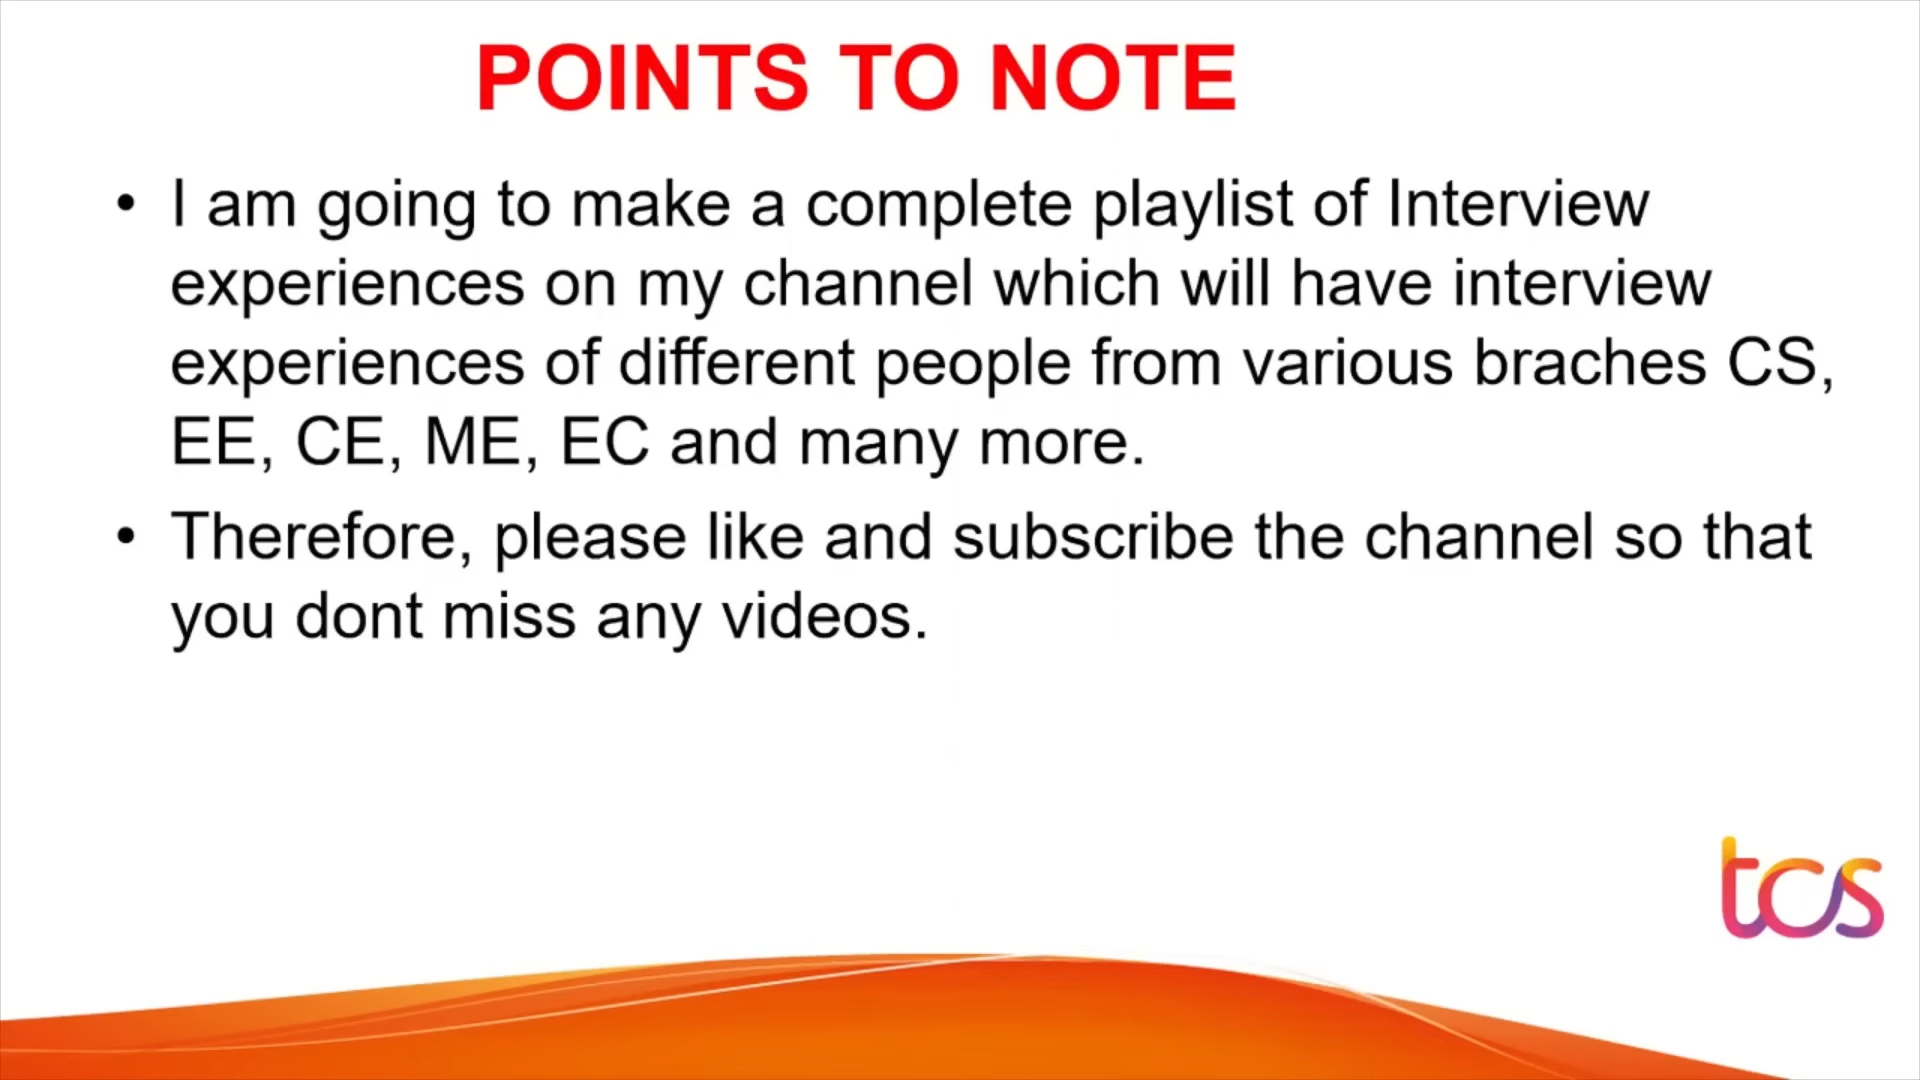 POINTS TO NOTE
• I am going to make a complete playlist of Interview
experiences on my channel which will have interview
experiences of different people from various braches CS,
EE, CE, ME, EC and many more.
• Therefore, please like and subscribe the channel so that
you dont miss any videos.
tcs